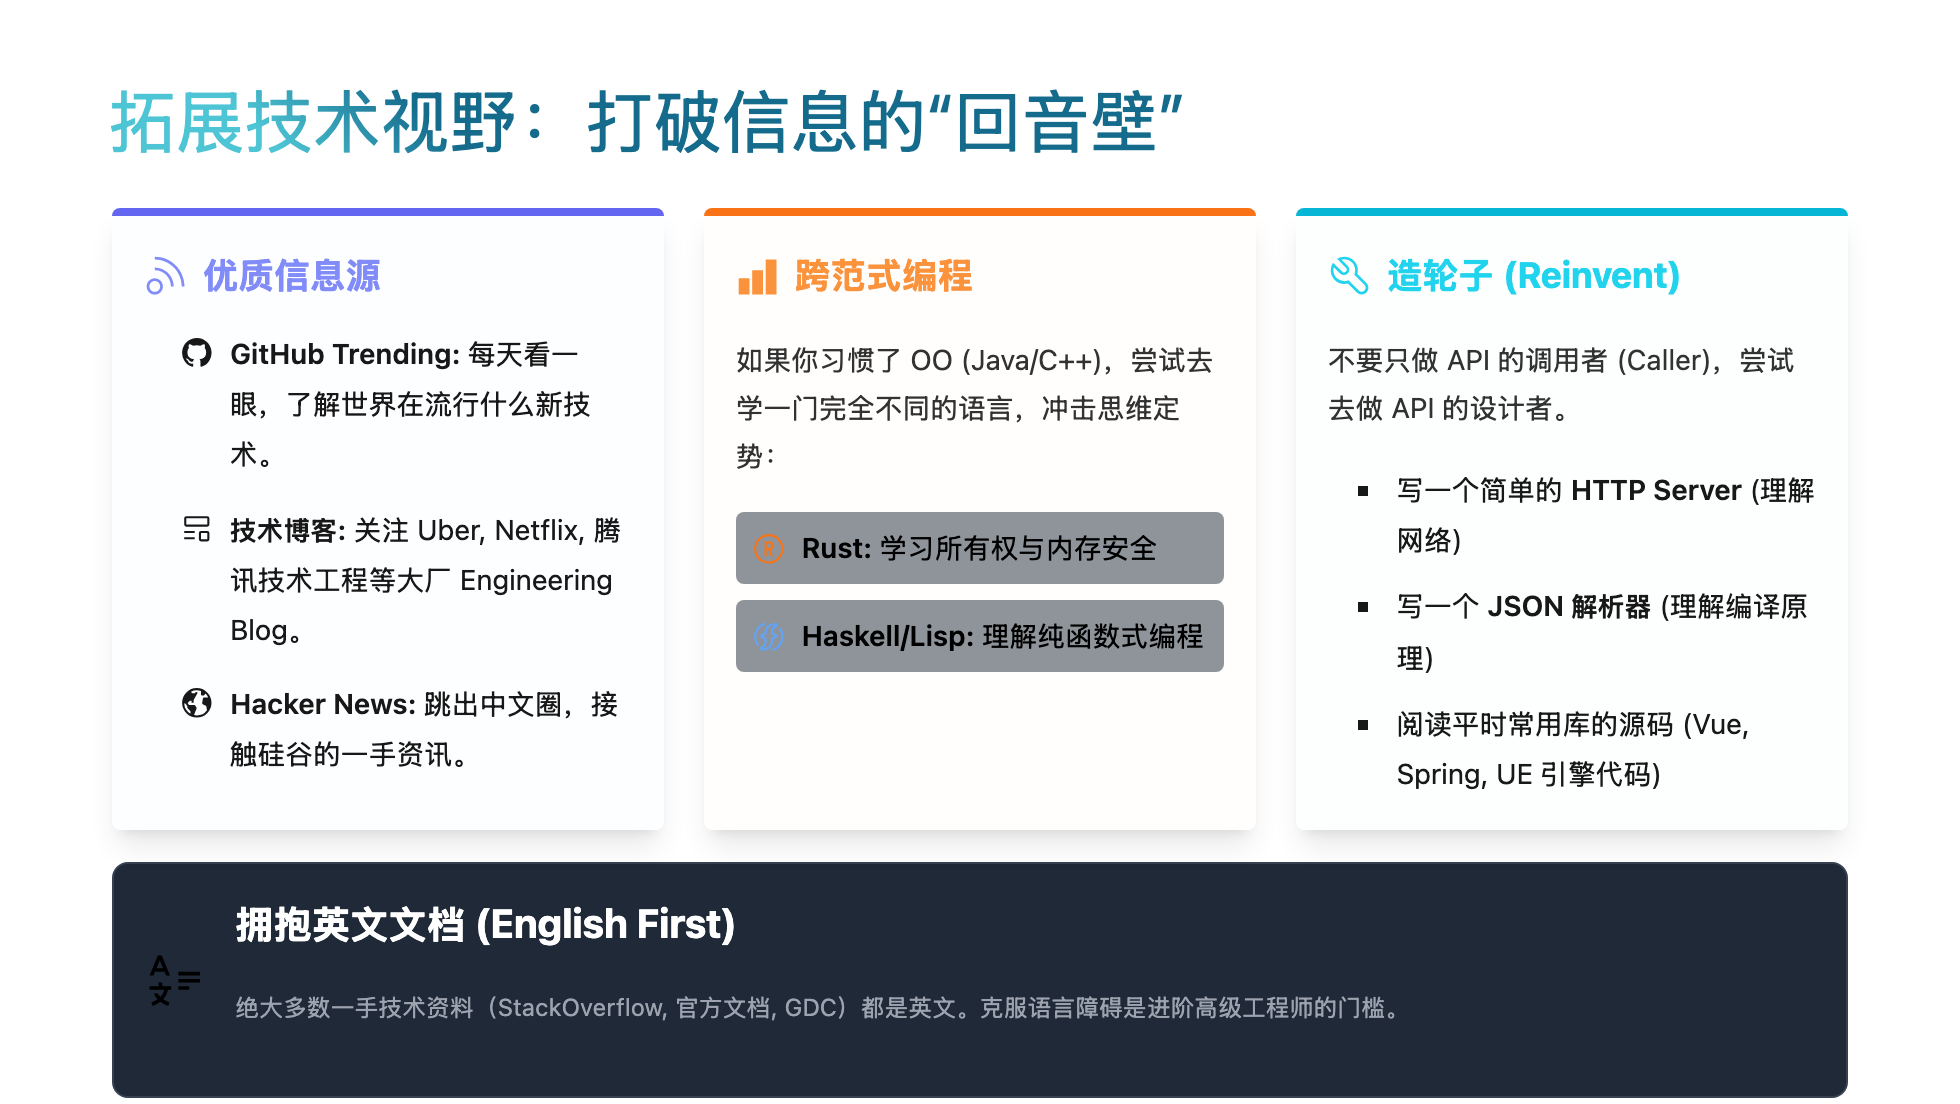 拓展技术视野：打破信息的“回音壁”
优质信息源
GitHub Trending: 每天看一
眼，了解世界在流行什么新技
术。
技术博客: 关注 Uber, Netflix, 腾
讯技术工程等大厂 Engineering
Blog。
Hacker News: 跳出中文圈，接
触硅谷的一手资讯。
跨范式编程
如果你习惯了 OO (Java/C++)，尝试去
学一门完全不同的语言，冲击思维定
势：
Rust: 学习所有权与内存安全
Haskell/Lisp: 理解纯函数式编程
造轮子 (Reinvent)
不要只做 API 的调用者 (Caller)，尝试
去做 API 的设计者。
写一个简单的 HTTP Server (理解
网络)
写一个 JSON 解析器 (理解编译原
理)
阅读平时常用库的源码 (Vue,
Spring, UE 引擎代码)
拥抱英文文档 (English First)
绝大多数一手技术资料（StackOverflow, 官方文档, GDC）都是英文。克服语言障碍是进阶高级工程师的门槛。